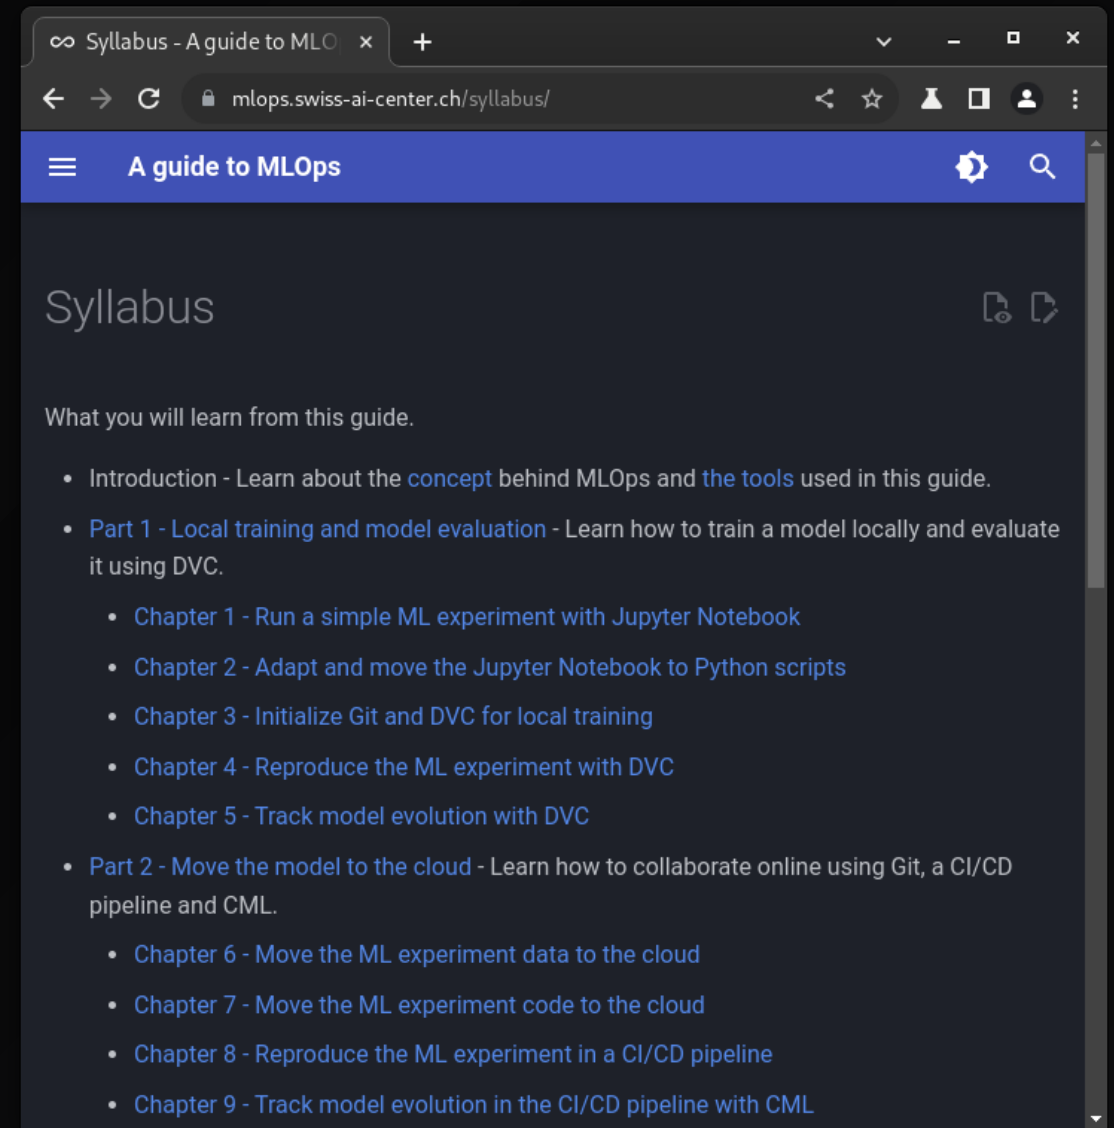 Syllabus - A guide to MLO
mlops.swiss-ai-center.ch/syllabus/
A guide to MLOps
Syllabus
What you will learn from this guide.
Introduction - Learn about the concept behind MLOps and the tools used in this guide.
Part 1 - Local training and model evaluation - Learn how to train a model locally and evaluate
it using DVC.
Chapter 1 - Run a simple ML experiment with Jupyter Notebook
Chapter 2 - Adapt and move the Jupyter Notebook to Python scripts
Chapter 3 - Initialize Git and DVC for local training
Chapter 4 - Reproduce the ML experiment with DVC
Chapter 5 - Track model evolution with DVC
Part 2 - Move the model to the cloud - Learn how to collaborate online using Git, a CI/CD
pipeline and CML.
Chapter 6 - Move the ML experiment data to the cloud
Chapter 7 - Move the ML experiment code to the cloud
Chapter 8 - Reproduce the ML experiment in a CI/CD pipeline
Chapter 9 - Track model evolution in the CI/CD pipeline with CML